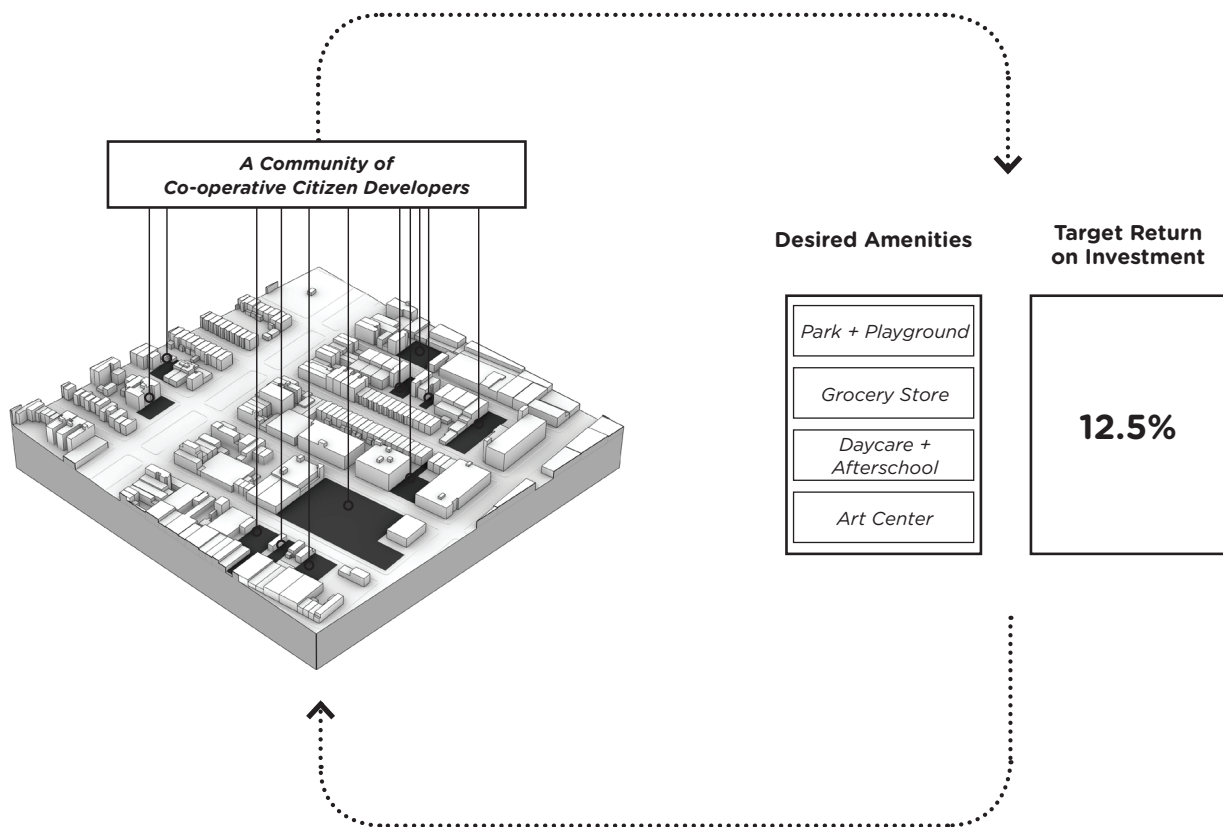 A Community of
Co-operative Citizen Developers
Desired Amenities
Park + Playground
Grocery Store
Daycare +
Afterschool
Art Center
Target Return
on Investment
12.5%